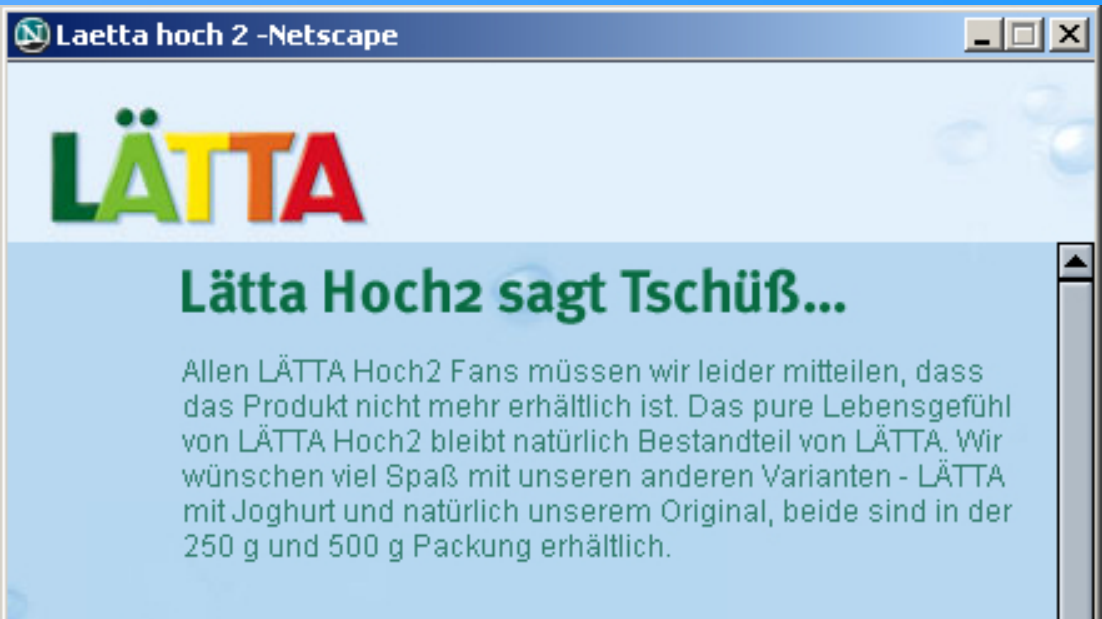 Laetta hoch 2 -Netscape
LÄTTA
Lätta Hoch2 sagt Tschüß...
Allen LÄTTA Hoch2 Fans müssen wir leider mitteilen, dass
das Produkt nicht mehr erhältlich ist. Das pure Lebensgefühl
von LÄTTA Hoch2 bleibt natürlich Bestandteil von LÄTTA. Wir
wünschen viel Spaß mit unseren anderen Varianten - LÄTTA
mit Joghurt und natürlich unserem Original, beide sind in der
250 g und 500 g Packung erhältlich.